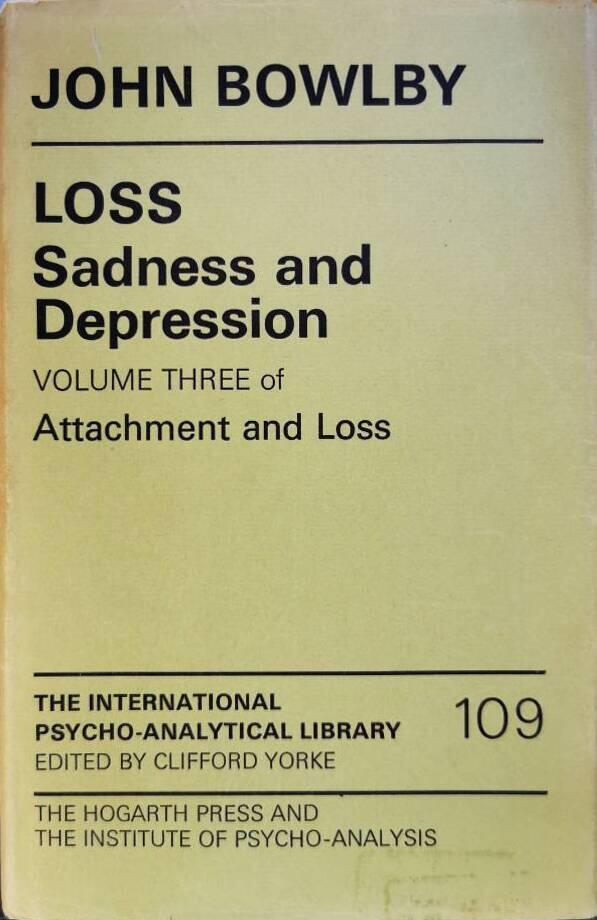 JOHN BOWLBY
LOSS
Sadness and
Depression
VOLUME THREE of
Attachment and Loss
THE INTERNATIONAL
PSYCHO-ANALYTICAL LIBRARY
109
EDITED BY CLIFFORD YORKE
THE HOGARTH PRESS AND
THE INSTITUTE OF PSYCHO-ANALYSIS